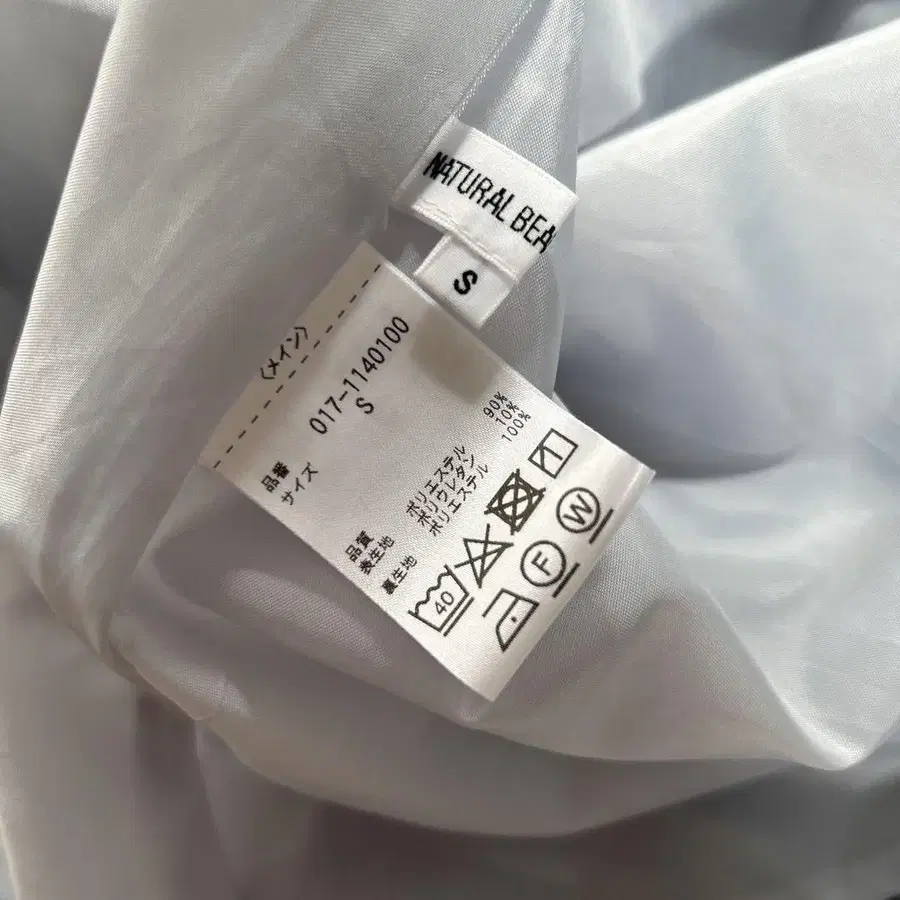 NATURAL BEA
S
〈メイン〉
品番 017-1140100
サイズ S
品質
表生地 ポリエステル 90%
ポリウレタン 10%
裏生地 ポリエステル 100%
40
F
W